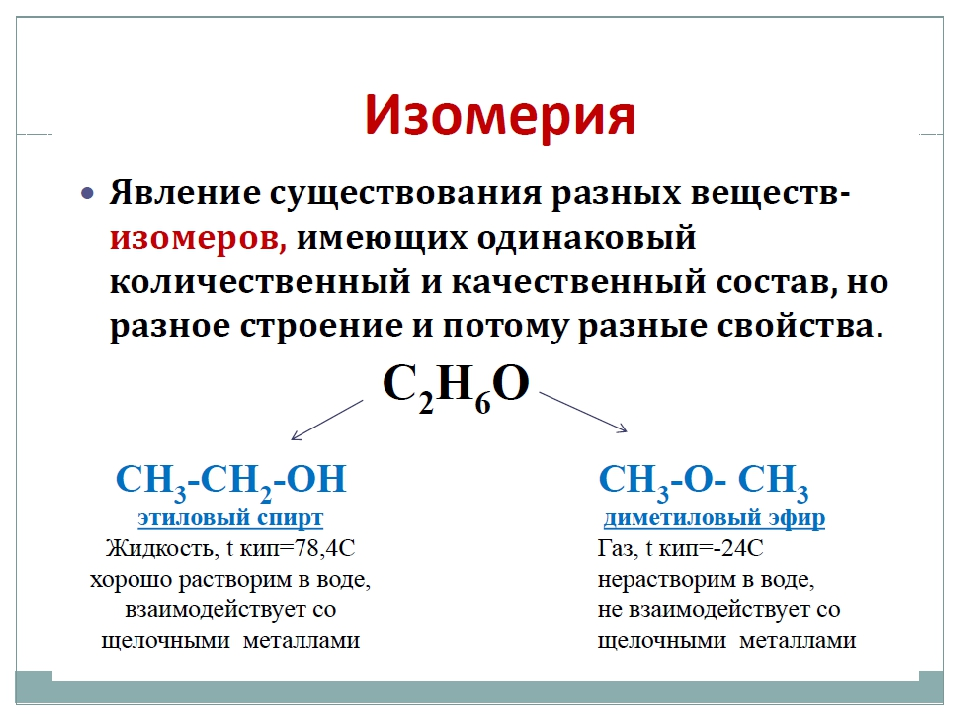 Изомерия
• Явление существования разных веществ-
изомеров, имеющих одинаковый
количественный и качественный состав, но
разное строение и потому разные свойства.
C₂H₆O
CH₃-CH₂-OH
этиловый спирт
Жидкость, t кип=78,4С
хорошо растворим в воде,
взаимодействует со
щелочными металлами
CH₃-O- CH₃
диметиловый эфир
Газ, t кип=-24С
нерастворим в воде,
не взаимодействует со
щелочными металлами